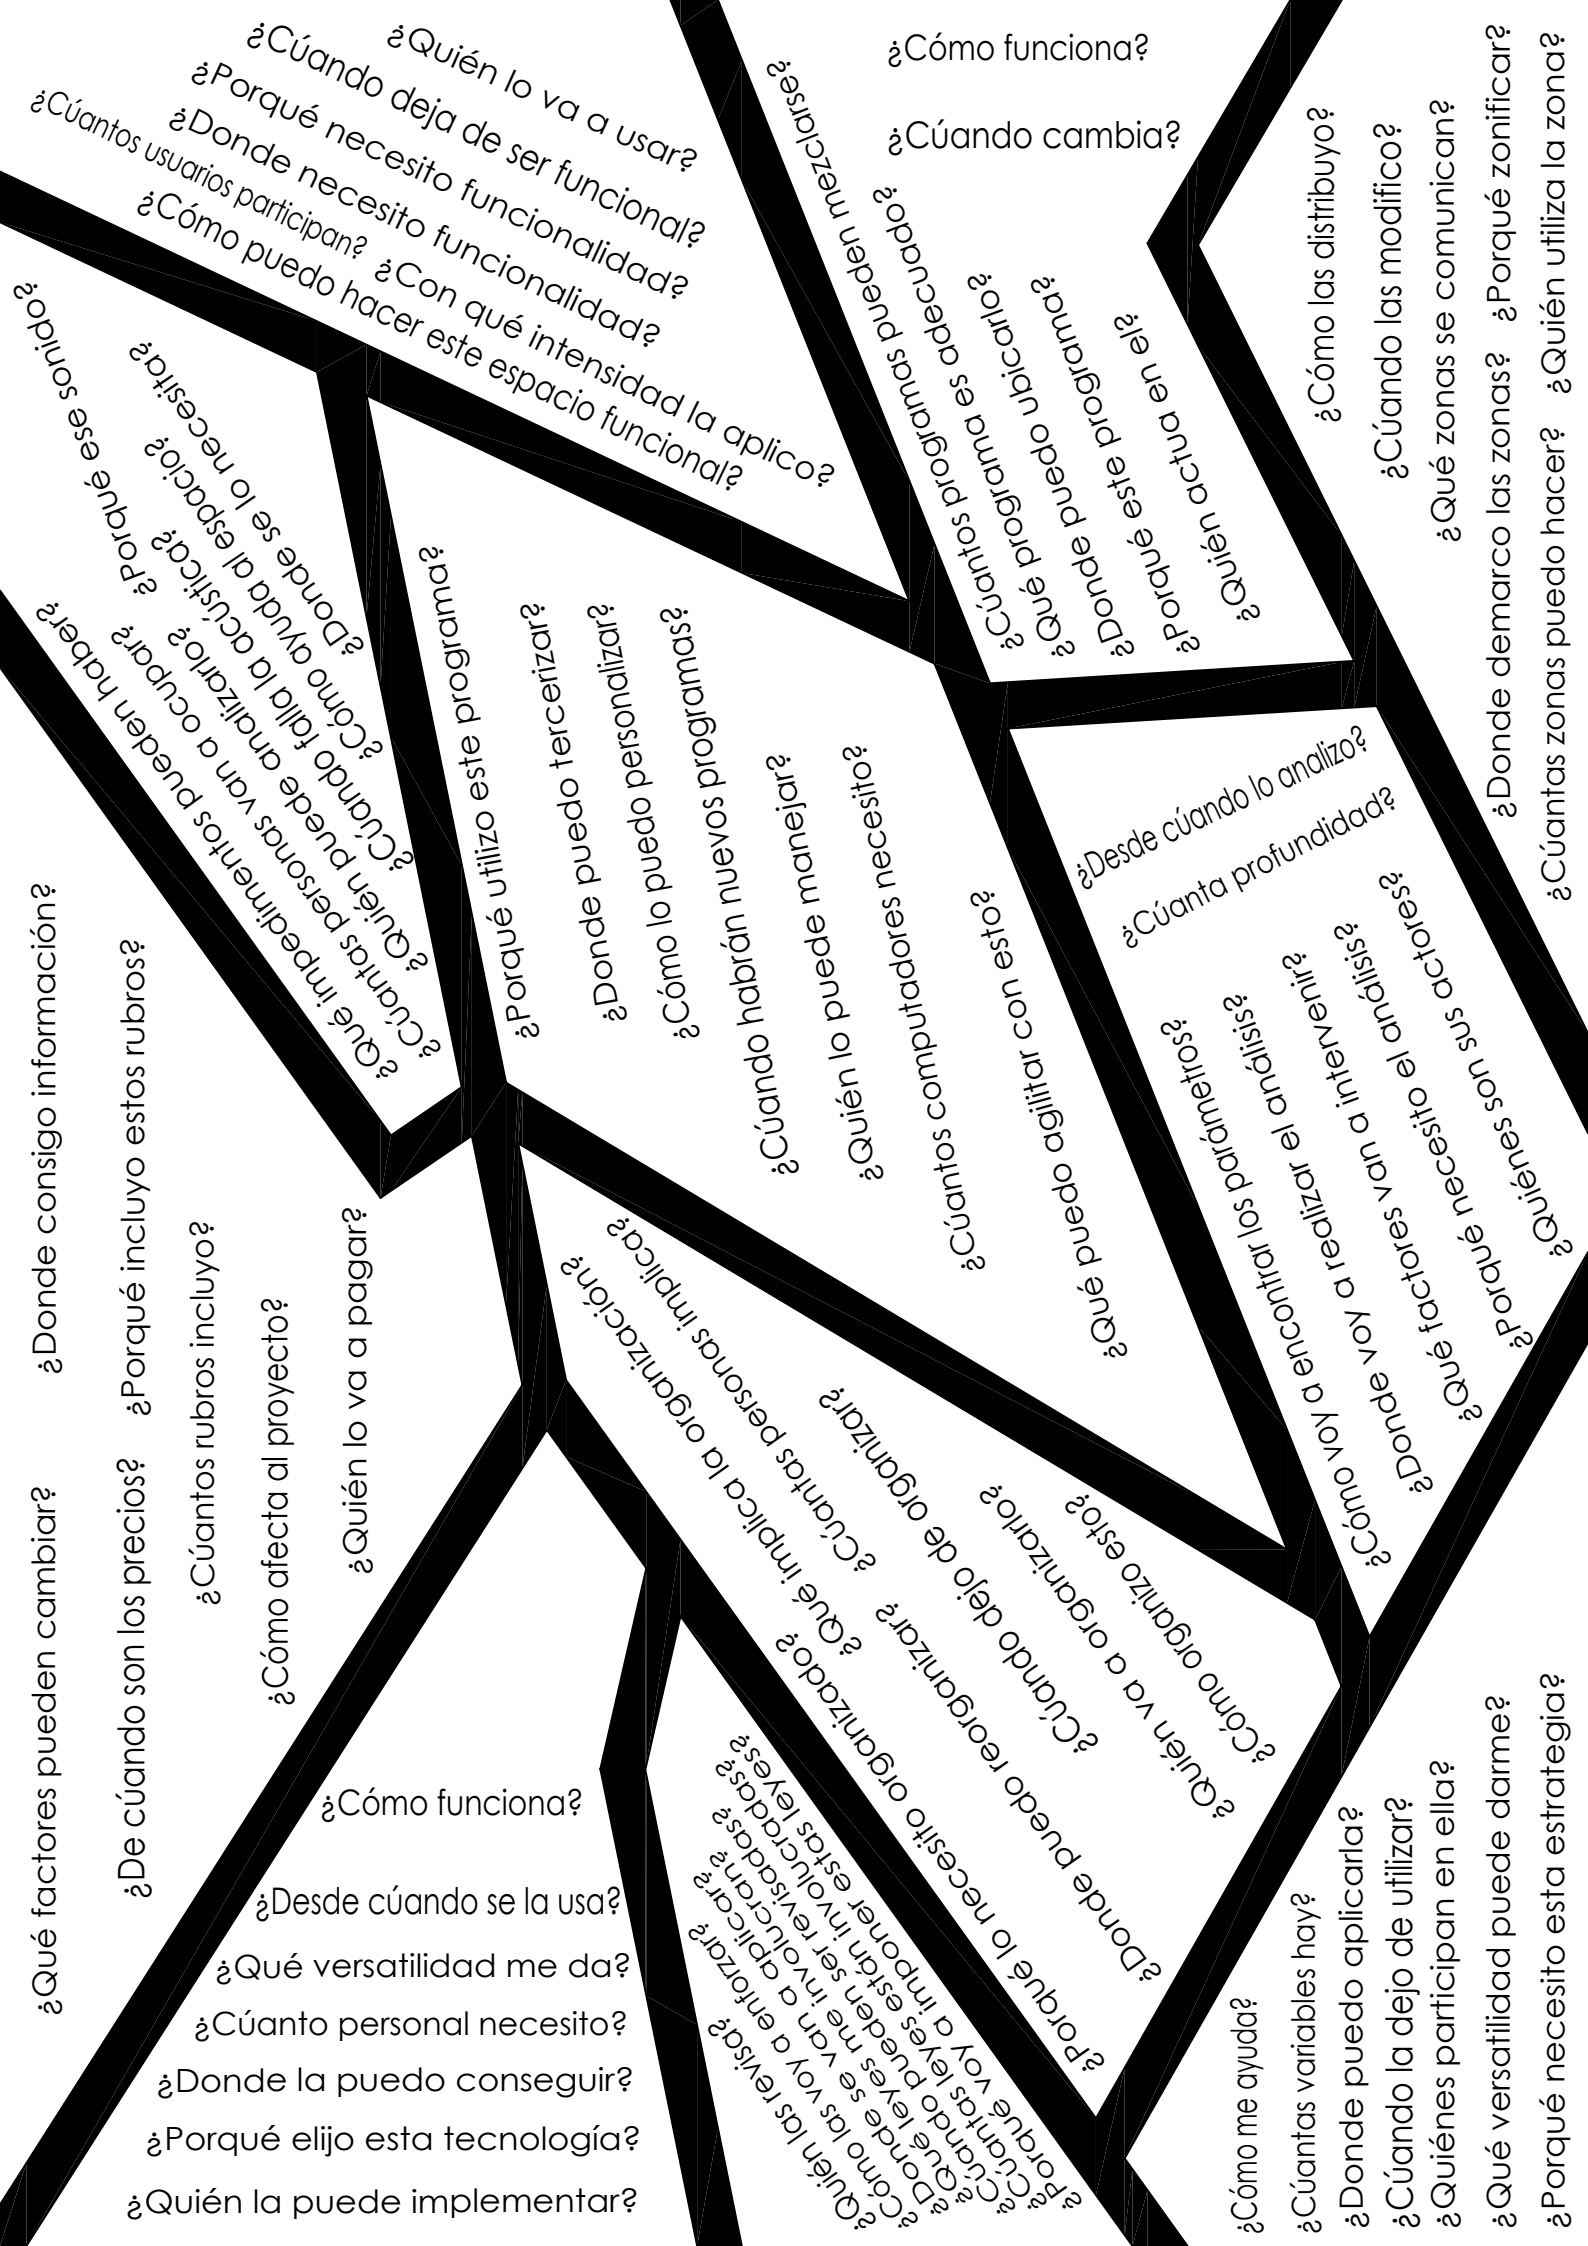 ¿Quién lo va a usar?
¿Cúando deja de ser funcional?
¿Porqué necesito funcionalidad?
¿Donde necesito funcionalidad?
¿Cúantos usuarios participan?
¿Con qué intensidad la aplico?
¿Cómo puedo hacer este espacio funcional?
¿Cómo funciona?
¿Cúando cambia?
¿Cúantos programas pueden mezclarse?
¿Qué programa es adecuado?
¿Donde puedo ubicarlo?
¿Porqué este programa?
¿Quién actua en el?
¿Cómo las distribuyo?
¿Cúando las modifico?
¿Qué zonas se comunican?
¿Donde demarco las zonas?
¿Porqué zonificar?
¿Cúantas zonas puedo hacer?
¿Quién utiliza la zona?
¿Porqué ese sonido?
¿Donde se lo necesita?
¿Cómo ayuda al espacio?
¿Cúando falla la acústica?
¿Quién puede analizarlo?
¿Cúantas personas van a ocupar?
¿Qué impedimentos pueden haber?
¿Porqué utilizo este programa?
¿Donde puedo tercerizar?
¿Cómo lo puedo personalizar?
¿Cúando habrán nuevos programas?
¿Quién lo puede manejar?
¿Cúantos computadores necesito?
¿Qué puedo agilitar con esto?
¿Desde cúando lo analizo?
¿Cúanta profundidad?
¿Cómo voy a encontrar los parámetros?
¿Donde voy a realizar el análisis?
¿Qué factores van a intervenir?
¿Porqué necesito el análisis?
¿Quiénes son sus actores?
¿Donde consigo información?
¿Porqué incluyo estos rubros?
¿Cúantos rubros incluyo?
¿Cómo afecta al proyecto?
¿Quién lo va a pagar?
¿Qué factores pueden cambiar?
¿De cúando son los precios?
¿Cúantas personas implica?
¿Qué implica la organización?
¿Cúando dejo de organizar?
¿Quién va a organizarlo?
¿Cómo organizo esto?
¿Donde puedo reorganizar?
¿Porqué lo necesito organizado?
¿Cómo funciona?
¿Desde cúando se la usa?
¿Qué versatilidad me da?
¿Cúanto personal necesito?
¿Donde la puedo conseguir?
¿Porqué elijo esta tecnología?
¿Quién la puede implementar?
¿Quién las revisa?
¿Cómo las voy a enforzar?
¿Donde se van a aplicar?
¿Qué leyes me involucran?
¿Cúando pueden ser revisadas?
¿Cúantas leyes están involucradas?
¿Porqué voy a imponer estas leyes?
¿Cómo me ayuda?
¿Cúantas variables hay?
¿Donde puedo aplicarla?
¿Cúando la dejo de utilizar?
¿Quiénes participan en ella?
¿Qué versatilidad puede darme?
¿Porqué necesito esta estrategia?